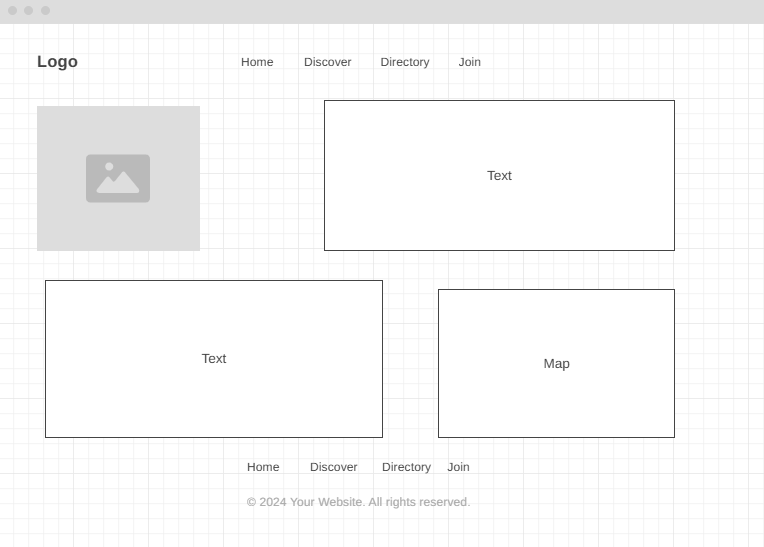 Logo
Home Discover Directory Join
Text
Text
Map
Home Discover Directory Join
© 2024 Your Website. All rights reserved.